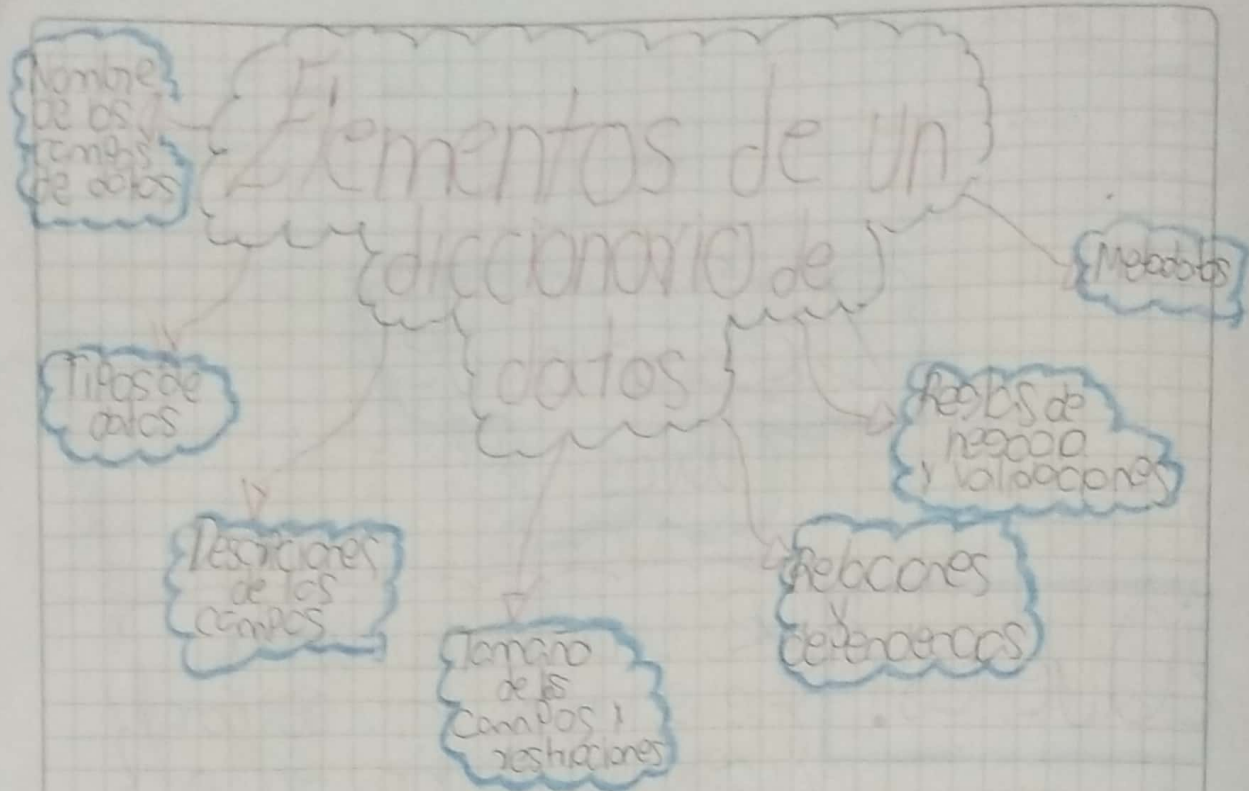 Elementos de un
diccionario de
datos
Nombre
de los
campos
de datos
Tipos de
datos
Descripciones
de los
campos
Tamaño
de los
campos y
restricciones
Relaciones
y
dependencias
Reglas de
negocio
y validaciones
Metadatos